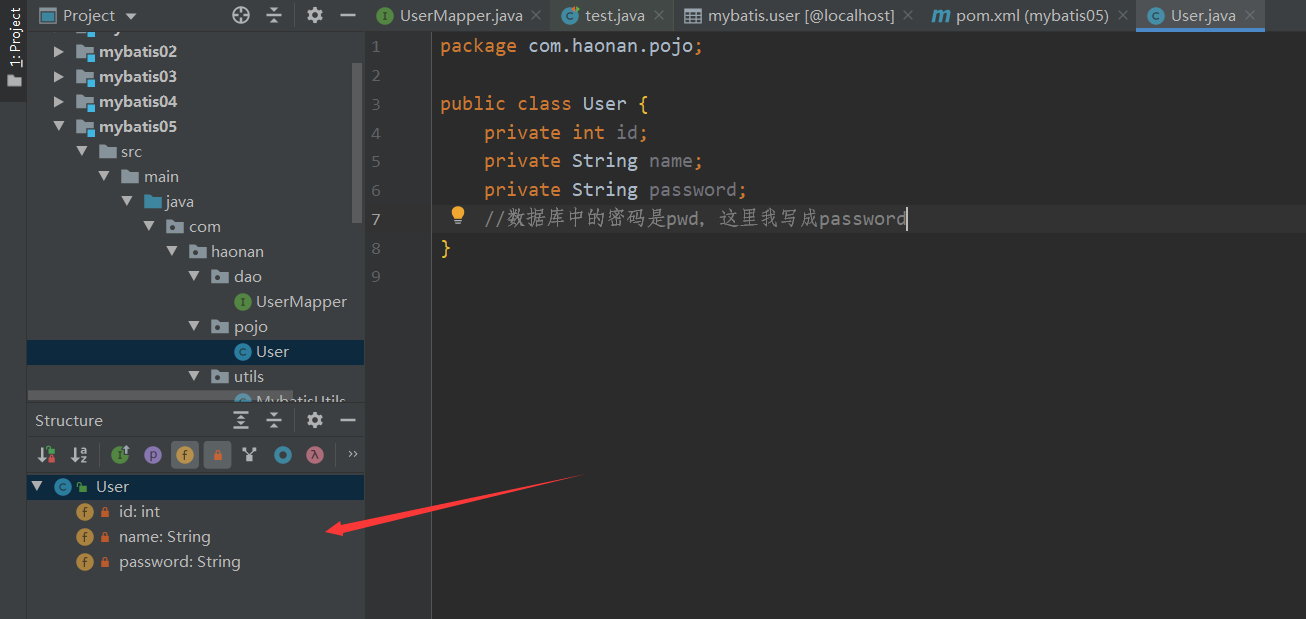 1: Project
Project
mybatis02
mybatis03
mybatis04
mybatis05
src
main
java
com
haonan
dao
UserMapper
pojo
User
utils
MybatisUtils
Structure
User
id: int
name: String
password: String
UserMapper.java
test.java
mybatis.user [@localhost]
pom.xml (mybatis05)
User.java
1 package com.haonan.pojo;
2
3 public class User {
4 private int id;
5 private String name;
6 private String password;
7 //数据库中的密码是pwd，这里我写成password
8 }
9